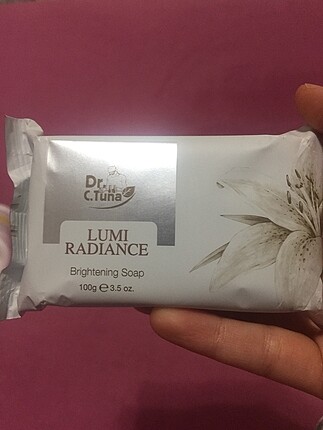 Dr.
C.Tuna
LUMI
RADIANCE
Brightening Soap
100g ℮ 3.5 oz.